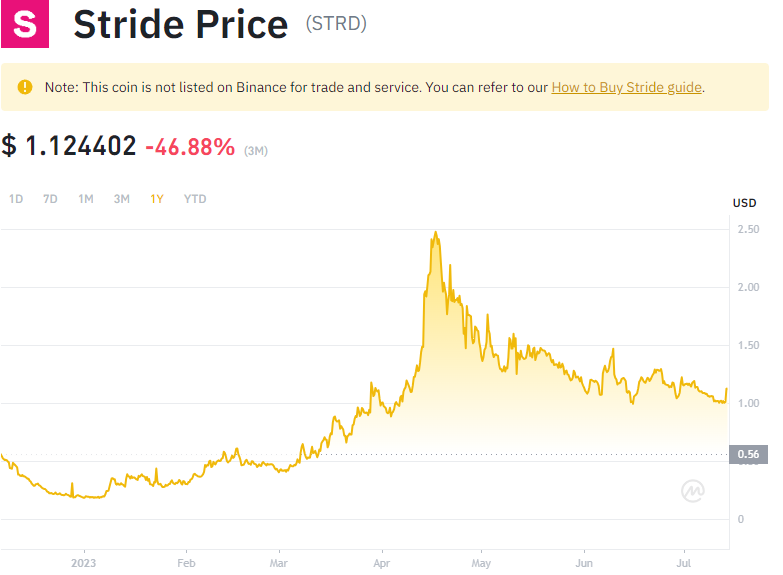 S
Stride Price (STRD)
Note: This coin is not listed on Binance for trade and service. You can refer to our How to Buy Stride guide.
$ 1.124402 -46.88% (3M)
1D 7D 1M 3M 1Y YTD
USD
2.50
2.00
1.50
1.00
0.56
0
2023 Feb Mar Apr May Jun Jul